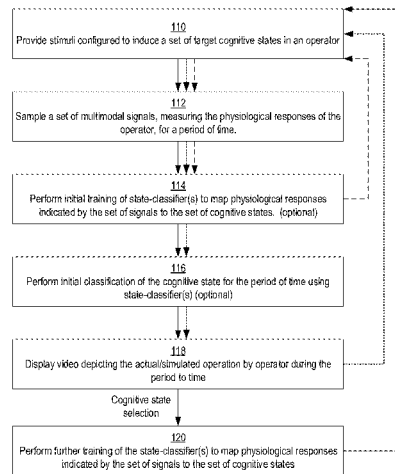 110
Provide stimuli configured to induce a set of target cognitive states in an operator
112
Sample a set of multimodal signals, measuring the physiological responses of the
operator, for a period of time.
114
Perform initial training of state-classifier(s) to map physiological responses
indicated by the set of signals to the set of cognitive states. (optional)
116
Perform initial classification of the cognitive state for the period of time using
state-classifier(s) (optional)
118
Display video depicting the actual/simulated operation by operator during the
period to time
Cognitive state
selection
120
Perform further training of the state-classifier(s) to map physiological responses
indicated by the set of signals to the set of cognitive states